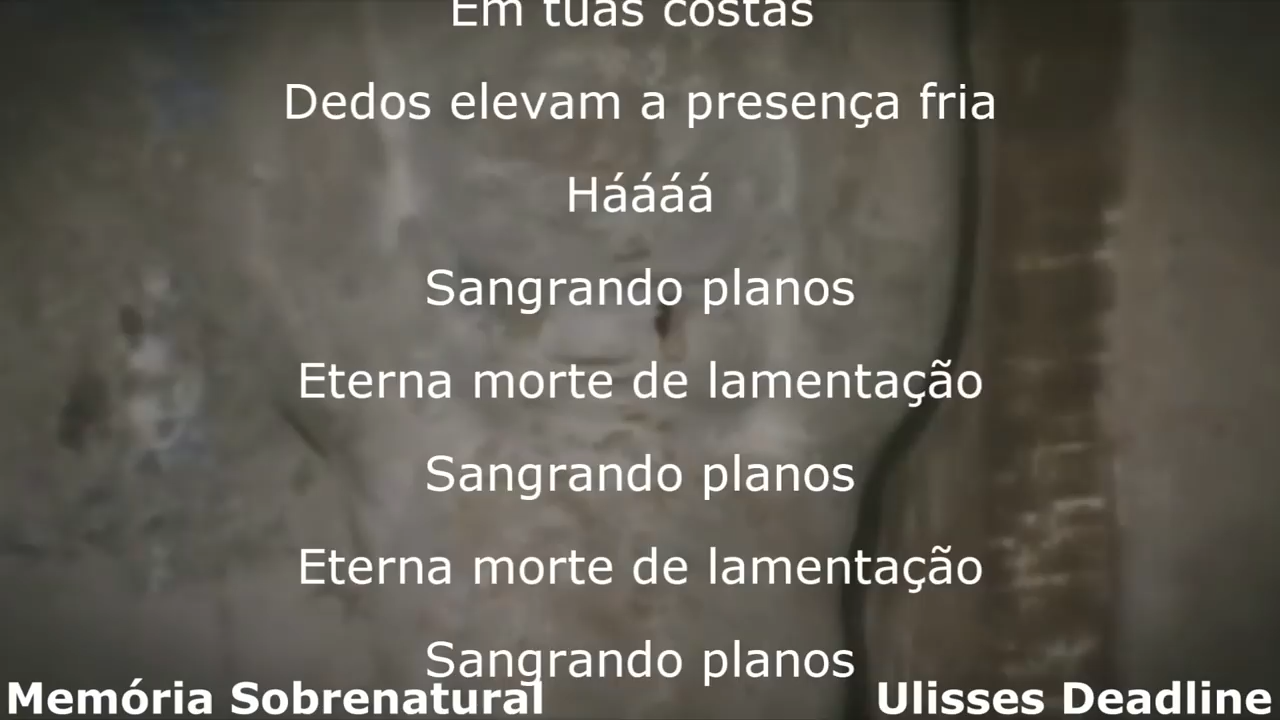 Em tuas costas
Dedos elevam a presença fria
Háááá
Sangrando planos
Eterna morte de lamentação
Sangrando planos
Eterna morte de lamentação
Sangrando planos
Memória Sobrenatural
Ulisses Deadline